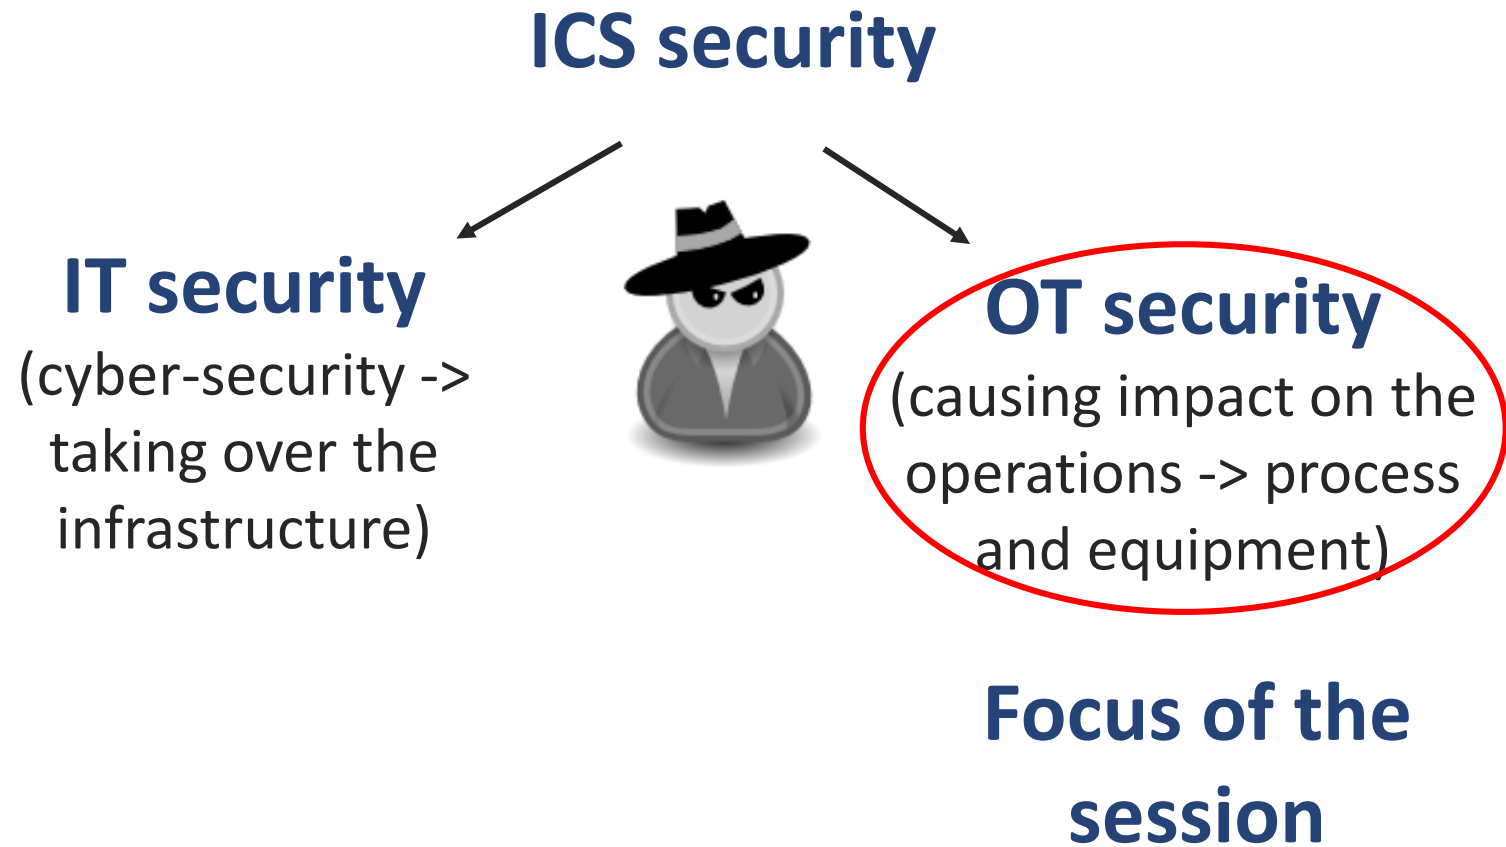 ICS security
IT security
(cyber-security ->
taking over the
infrastructure)
OT security
(causing impact on the
operations -> process
and equipment)
Focus of the
session